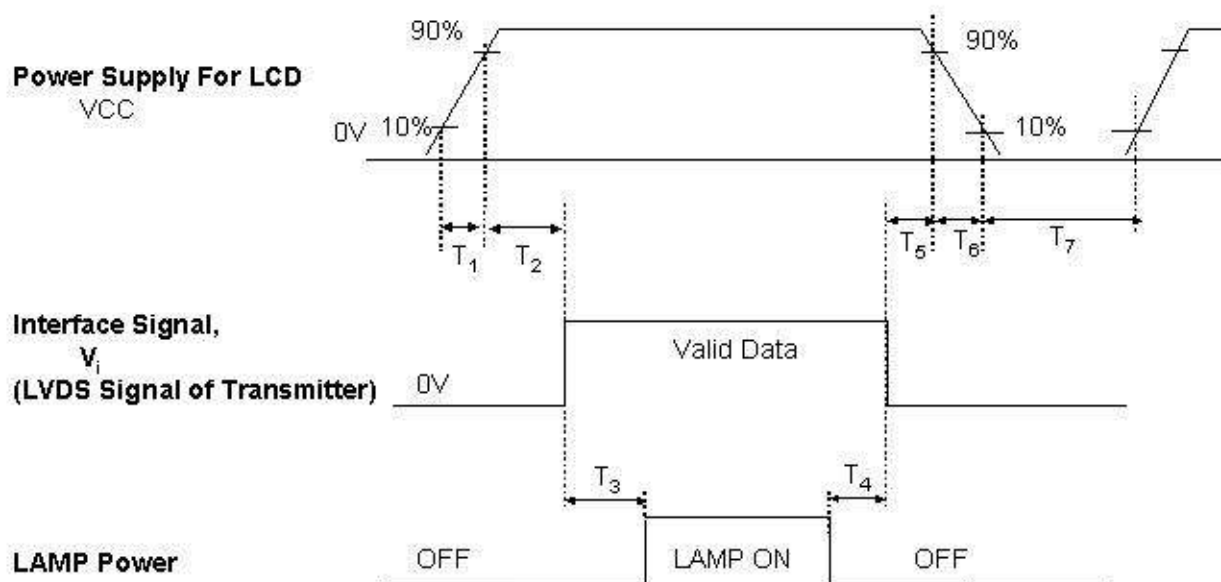 90%
90%
Power Supply For LCD
VCC
0V 10%
10%
T1
T2
T5
T6
T7
Interface Signal,
Vi
(LVDS Signal of Transmitter)
Valid Data
0V
T3
T4
LAMP Power
OFF
LAMP ON
OFF